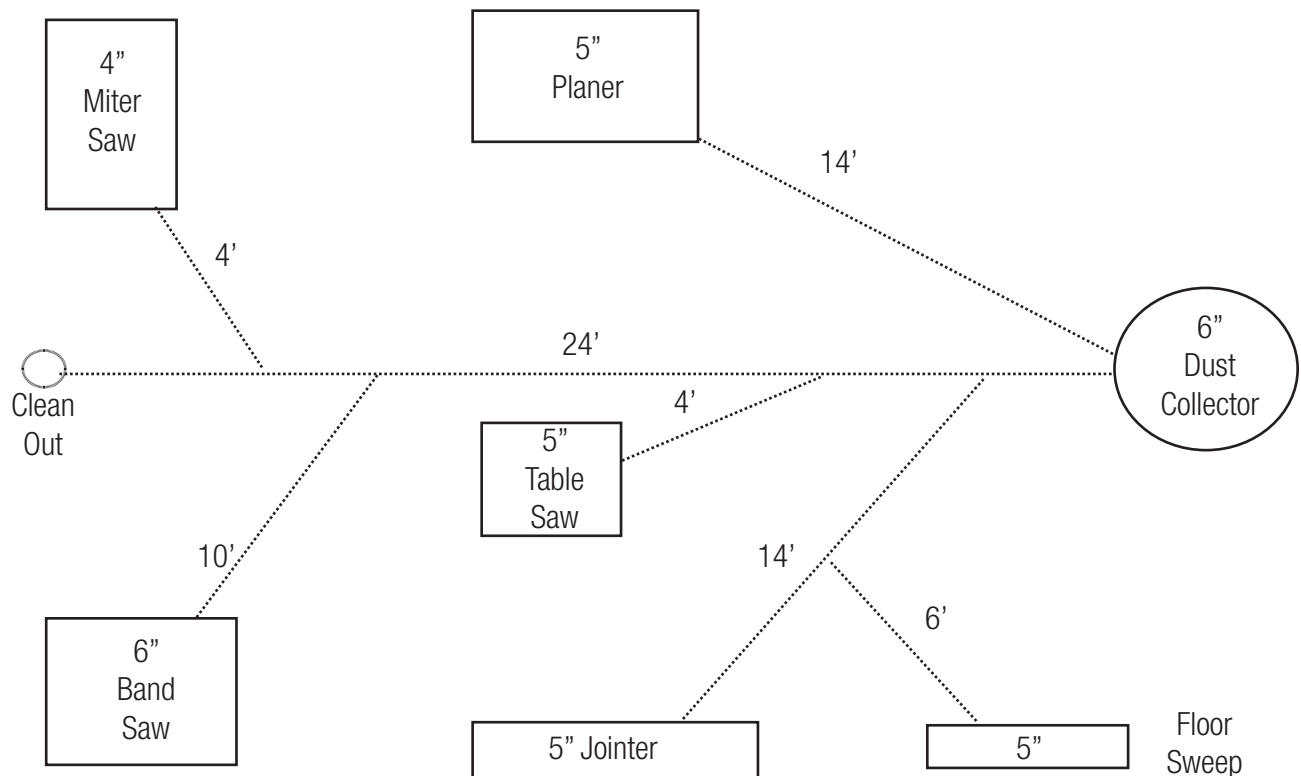 4”
Miter
Saw
5”
Planer
14’
4’
6”
Dust
Collector
24’
Clean
Out
4’
5”
Table
Saw
10’
14’
6’
6”
Band
Saw
5” Jointer
5”
Floor
Sweep